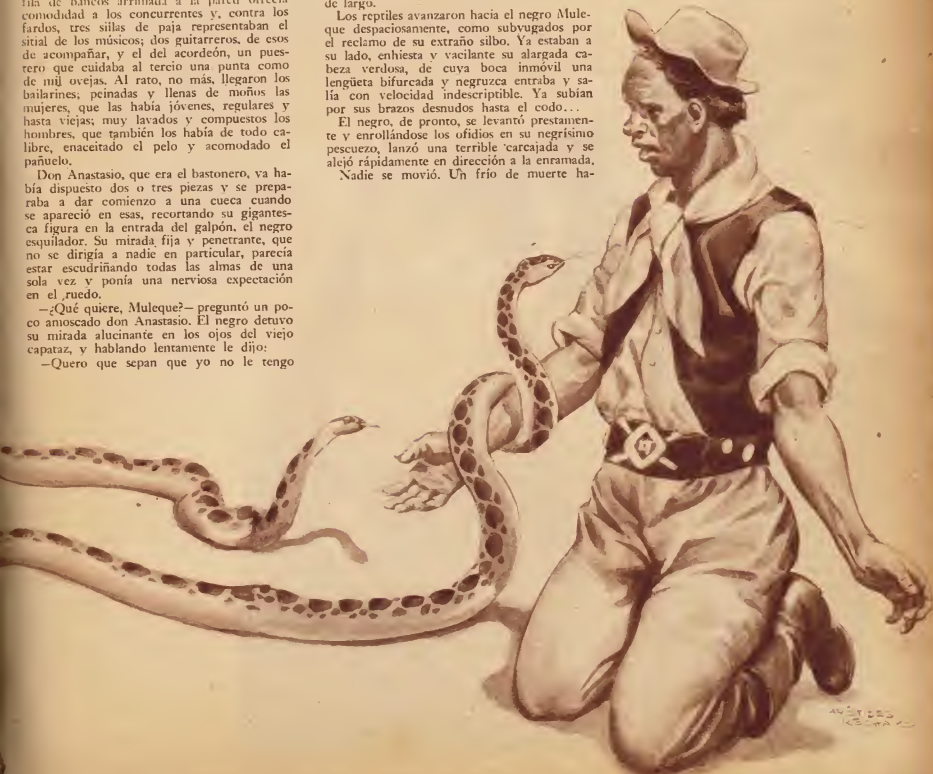 fila de bancos arrimada a la pared ofrecía
comodidad a los concurrentes y, contra los
fardos, tres sillas de paja representaban el
sitial de los músicos; dos guitarreros, de esos
de acompañar, y el del acordeón, un pues-
tero que cuidaba al tercio una punta como
de mil ovejas. Al rato, no más, llegaron los
bailarines; peinadas y llenas de moños las
mujeres, que las había jóvenes, regulares y
hasta viejas; muy lavados y compuestos los
hombres, que también los había de todo ca-
libre, enaceitado el pelo y acomodado el
pañuelo.
Don Anastasio, que era el bastonero, ya ha-
bía dispuesto dos o tres piezas y se prepa-
raba a dar comienzo a una cueca cuando
se apareció en esas, recortando su gigantes-
ca figura en la entrada del galpón, el negro
esquilador. Su mirada fija y penetrante, que
no se dirigía a nadie en particular, parecía
estar escudriñando todas las almas de una
sola vez y ponía una nerviosa expectación
en el ruedo.
—¿Qué quiere, Muleque?— preguntó un po-
co amoscado don Anastasio. El negro detuvo
su mirada alucinante en los ojos del viejo
capataz, y hablando lentamente le dijo:
—Quero que sepan que yo no le tengo
de largo.
Los reptiles avanzaron hacia el negro Mule-
que despaciosamente, como subyugados por
el reclamo de su extraño silbo. Ya estaban a
su lado, enhiesta y vacilante su alargada ca-
beza verdosa, de cuya boca inmóvil una
lengüeta bifurcada y negruzca entraba y sa-
lía con velocidad indescriptible. Ya subían
por sus brazos desnudos hasta el codo...
El negro, de pronto, se levantó prestamen-
te y enrollándose los ofidios en su negrísimo
pescuezo, lanzó una terrible carcajada y se
alejó rápidamente en dirección a la enramada.
Nadie se movió. Un frío de muerte ha-